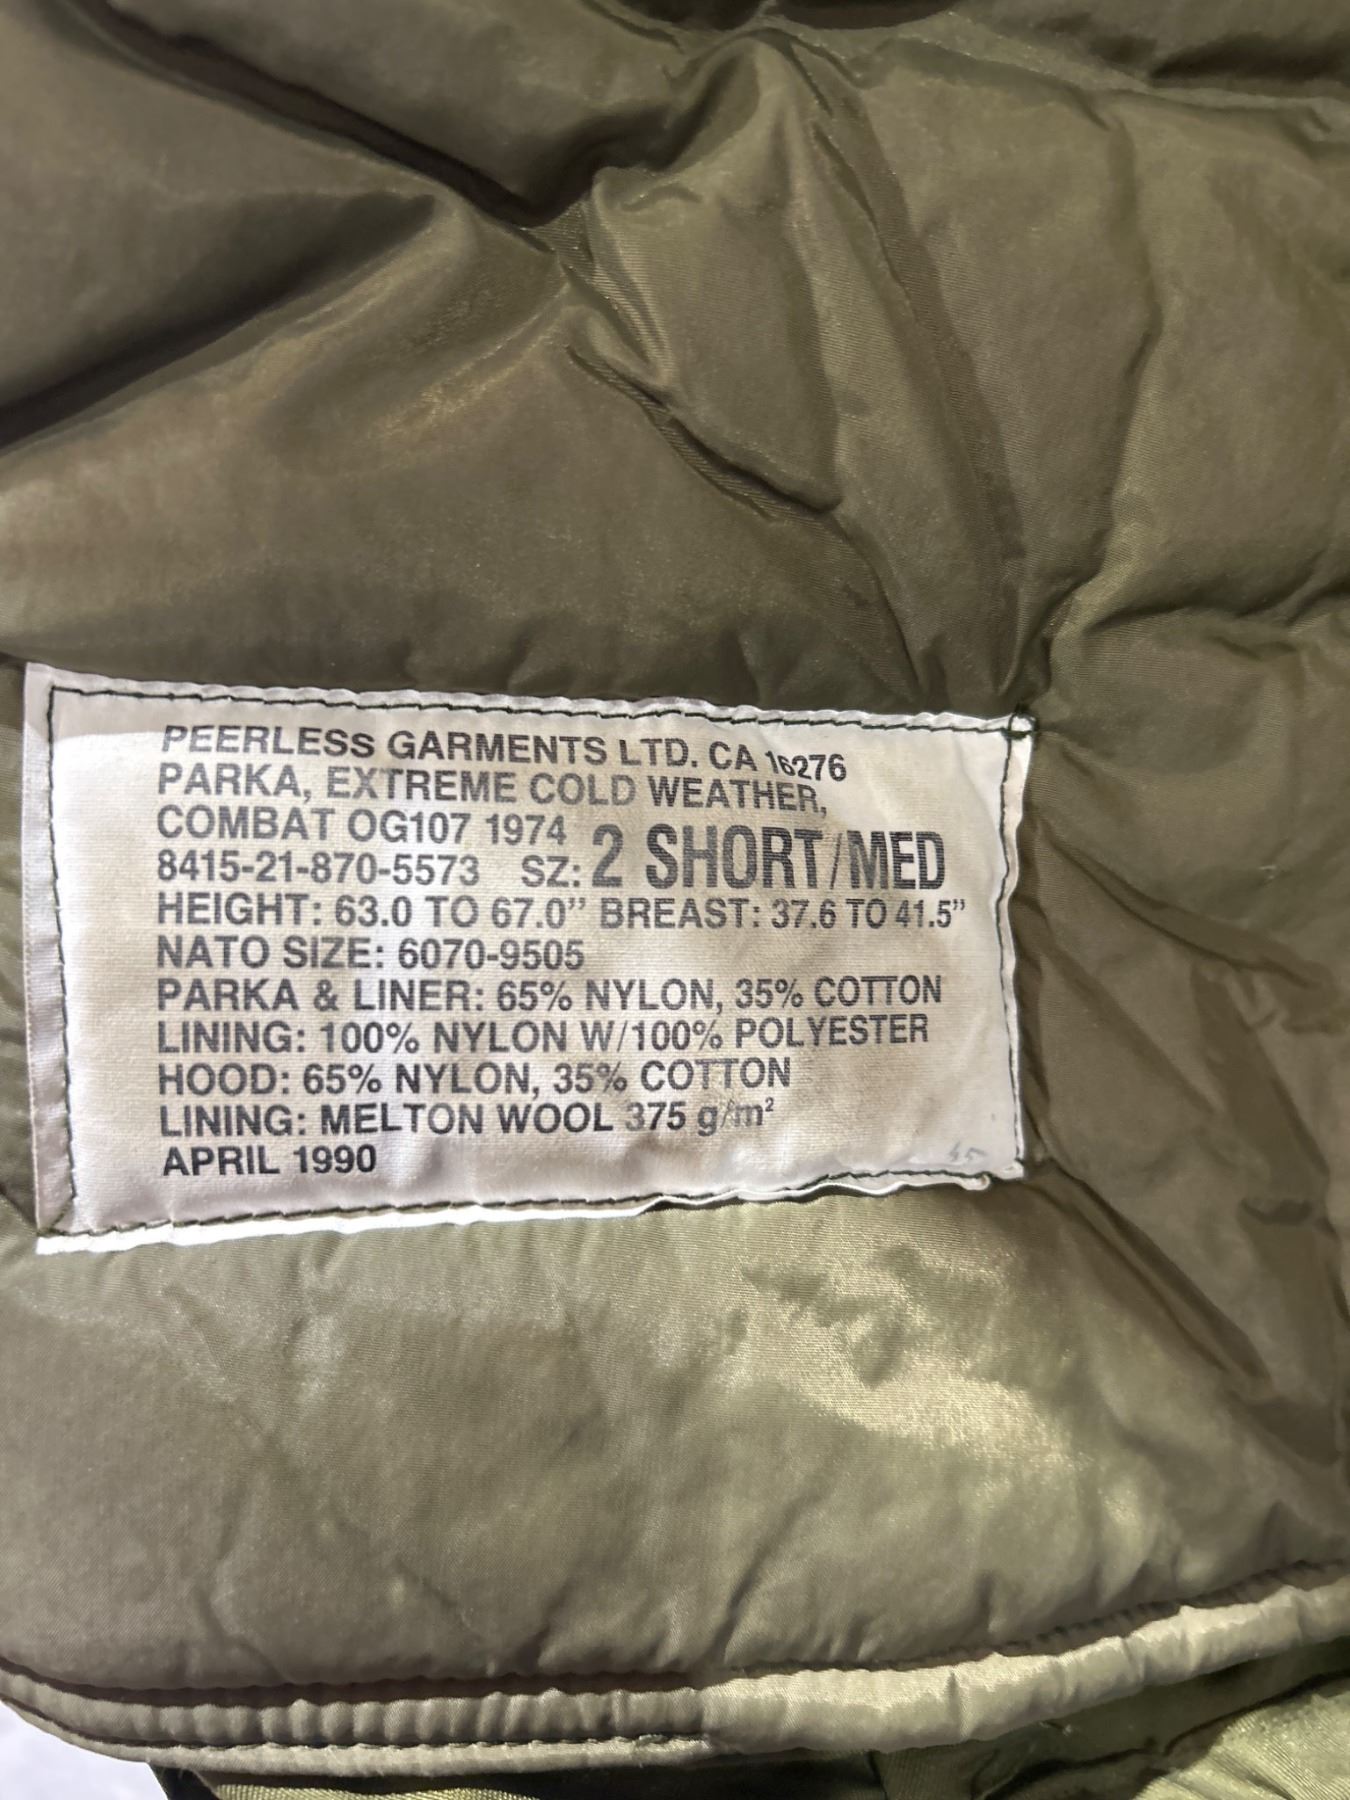 PEERLESS GARMENTS LTD. CA 16276
PARKA, EXTREME COLD WEATHER,
COMBAT OG107 1974
8415-21-870-5573 SZ: 2 SHORT/MED
HEIGHT: 63.0 TO 67.0" BREAST: 37.6 TO 41.5"
NATO SIZE: 6070-9505
PARKA & LINER: 65% NYLON, 35% COTTON
LINING: 100% NYLON W/100% POLYESTER
HOOD: 65% NYLON, 35% COTTON
LINING: MELTON WOOL 375 g/m²
APRIL 1990